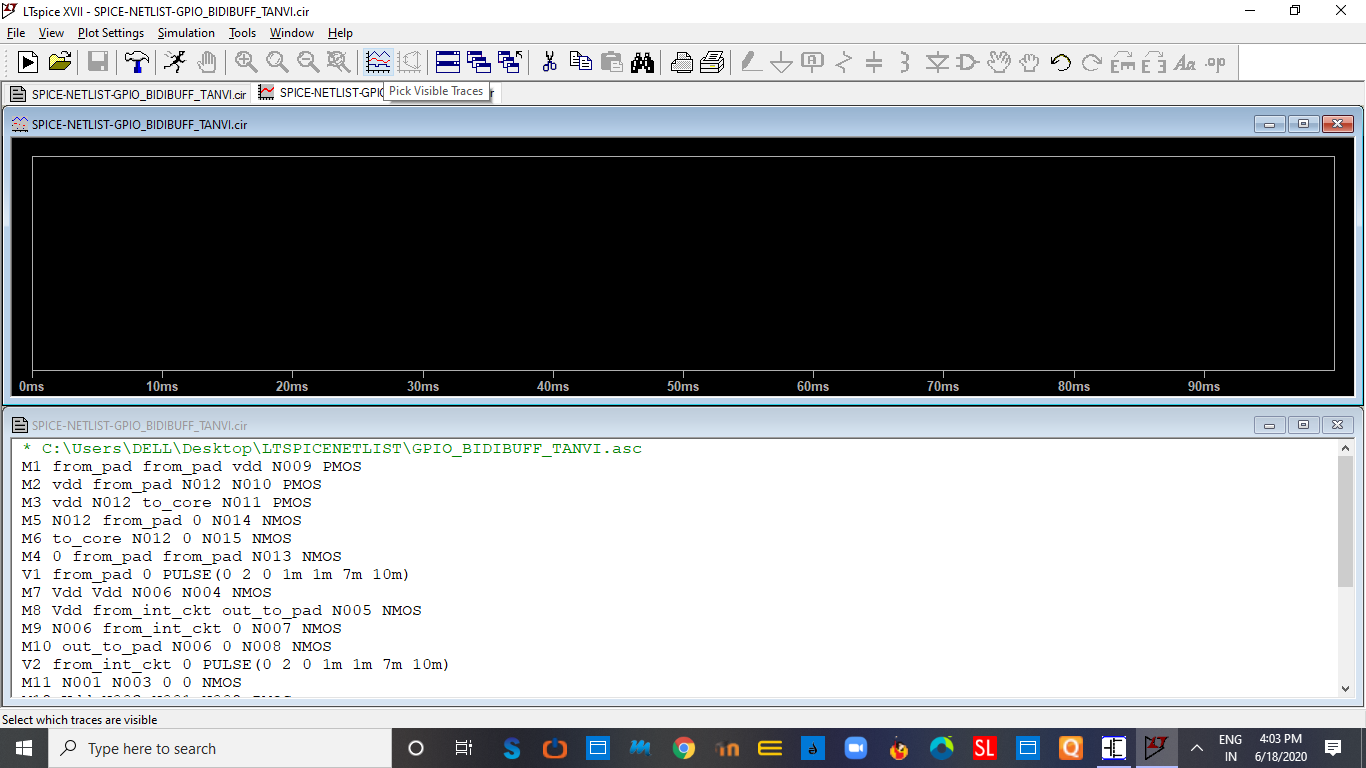 LTspice XVII - SPICE-NETLIST-GPIO_BIDIBUFF_TANVI.cir
File View Plot Settings Simulation Tools Window Help
.op
SPICE-NETLIST-GPIO_BIDIBUFF_TANVI.cir SPICE-NETLIST-GPIO
Pick Visible Traces
SPICE-NETLIST-GPIO_BIDIBUFF_TANVI.cir
0ms 10ms 20ms 30ms 40ms 50ms 60ms 70ms 80ms 90ms
SPICE-NETLIST-GPIO_BIDIBUFF_TANVI.cir
* C:\Users\DELL\Desktop\LTSPICENETLIST\GPIO_BIDIBUFF_TANVI.asc
M1 from_pad from_pad vdd N009 PMOS
M2 vdd from_pad N012 N010 PMOS
M3 vdd N012 to_core N011 PMOS
M5 N012 from_pad 0 N014 NMOS
M6 to_core N012 0 N015 NMOS
M4 0 from_pad from_pad N013 NMOS
V1 from_pad 0 PULSE(0 2 0 1m 1m 7m 10m)
M7 Vdd Vdd N006 N004 NMOS
M8 Vdd from_int_ckt out_to_pad N005 NMOS
M9 N006 from_int_ckt 0 N007 NMOS
M10 out_to_pad N006 0 N008 NMOS
V2 from_int_ckt 0 PULSE(0 2 0 1m 1m 7m 10m)
M11 N001 N003 0 0 NMOS
Select which traces are visible
Type here to search
ENG
IN
4:03 PM
6/18/2020